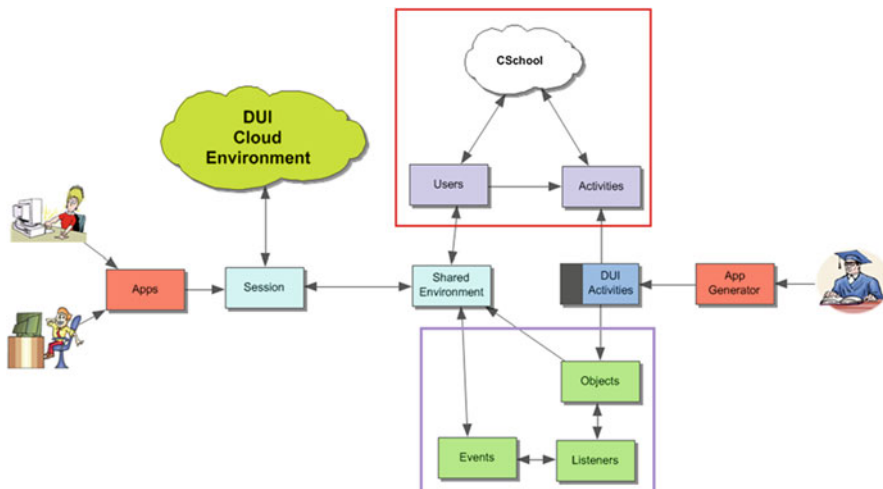 CSchool
DUI
Cloud
Environment
Users
Activities
Apps
Session
Shared
Environment
DUI
Activities
App
Generator
Objects
Events
Listeners